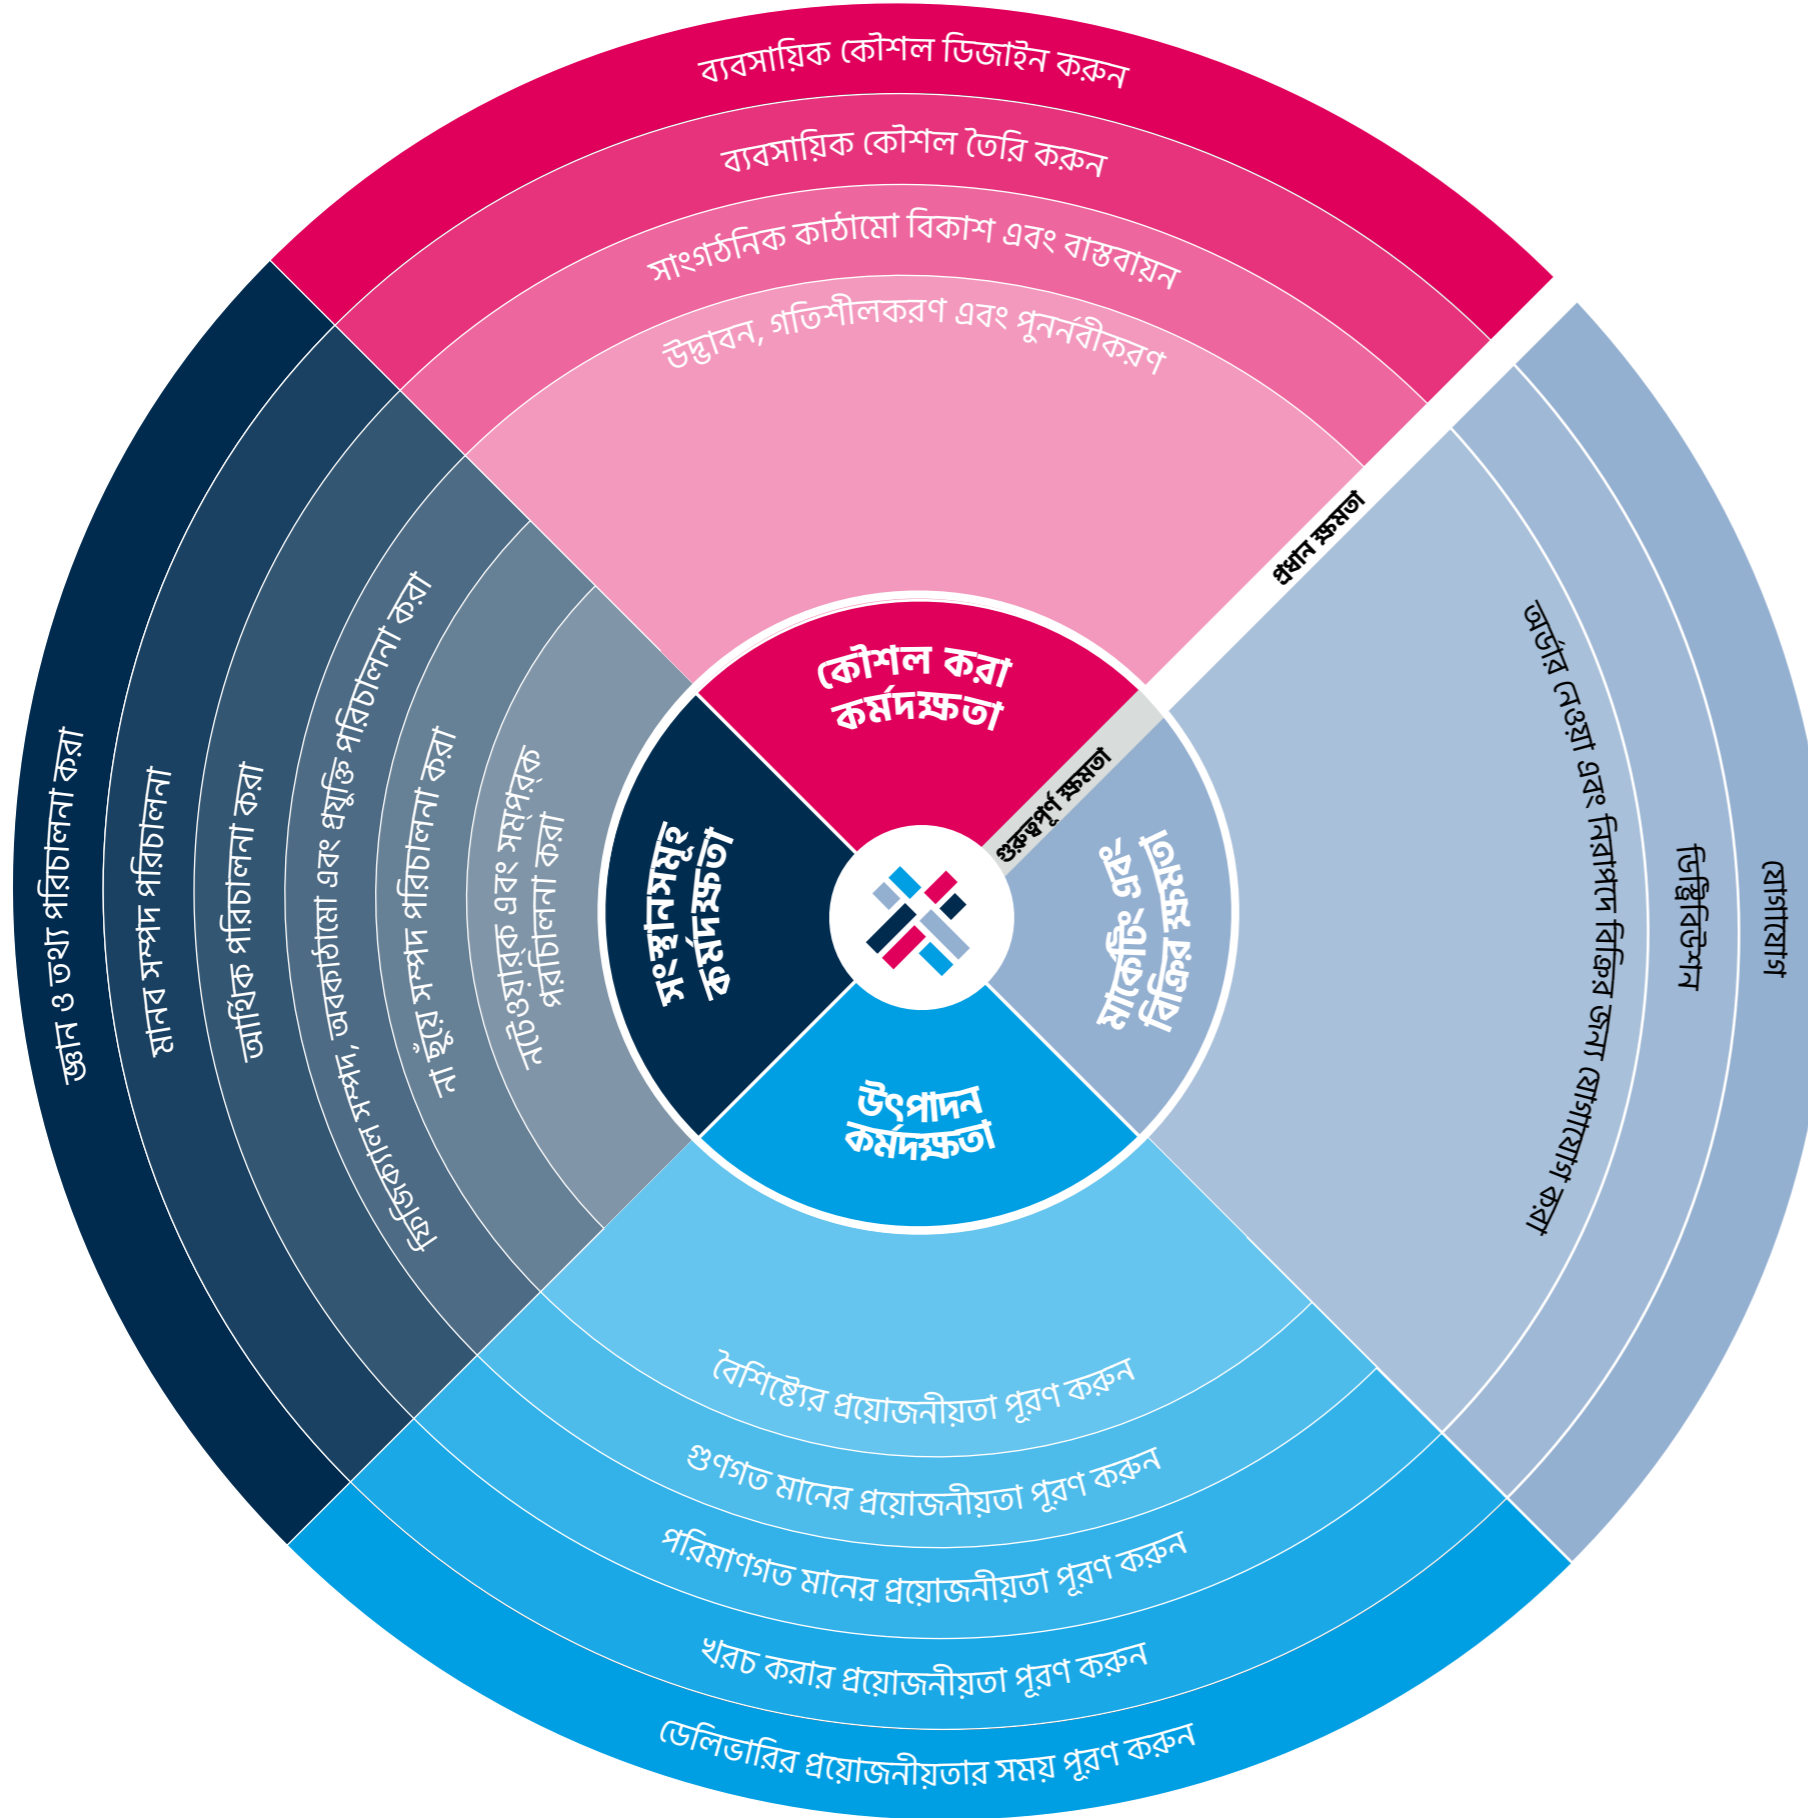 ব্যবসায়িক কৌশল ডিজাইন করুন
ব্যবসায়িক কৌশল তৈরি করুন
সাংগঠনিক কাঠামো বিকাশ এবং বাস্তবায়ন
উদ্ভাবন, গতিশীলকরণ এবং পুনর্নবীকরণ
কৌশল করা
কর্মদক্ষতা
প্রধান ক্ষমতা
গুরুত্বপূর্ণ ক্ষমতা
মার্কেটিং এবং
বিক্রির ক্ষমতা
অর্ডার নেওয়া এবং নিরাপদে বিক্রির জন্য যোগাযোগ করা
ডিস্ট্রিবিউশন
যোগাযোগ
উৎপাদন
কর্মদক্ষতা
বৈশিষ্ট্যের প্রয়োজনীয়তা পূরণ করুন
গুণগত মানের প্রয়োজনীয়তা পূরণ করুন
পরিমাণগত মানের প্রয়োজনীয়তা পূরণ করুন
খরচ করার প্রয়োজনীয়তা পূরণ করুন
ডেলিভারির প্রয়োজনীয়তার সময় পূরণ করুন
সংস্থানসমূহ
কর্মদক্ষতা
জ্ঞান ও তথ্য পরিচালনা করা
মানব সম্পদ পরিচালনা
আর্থিক পরিচালনা করা
ফিজিক্যাল সম্পদ, অবকাঠামো এবং প্রযুক্তি পরিচালনা করা
না ছুঁয়ে সম্পদ পরিচালনা করা
এবং
পরিচালনা করা